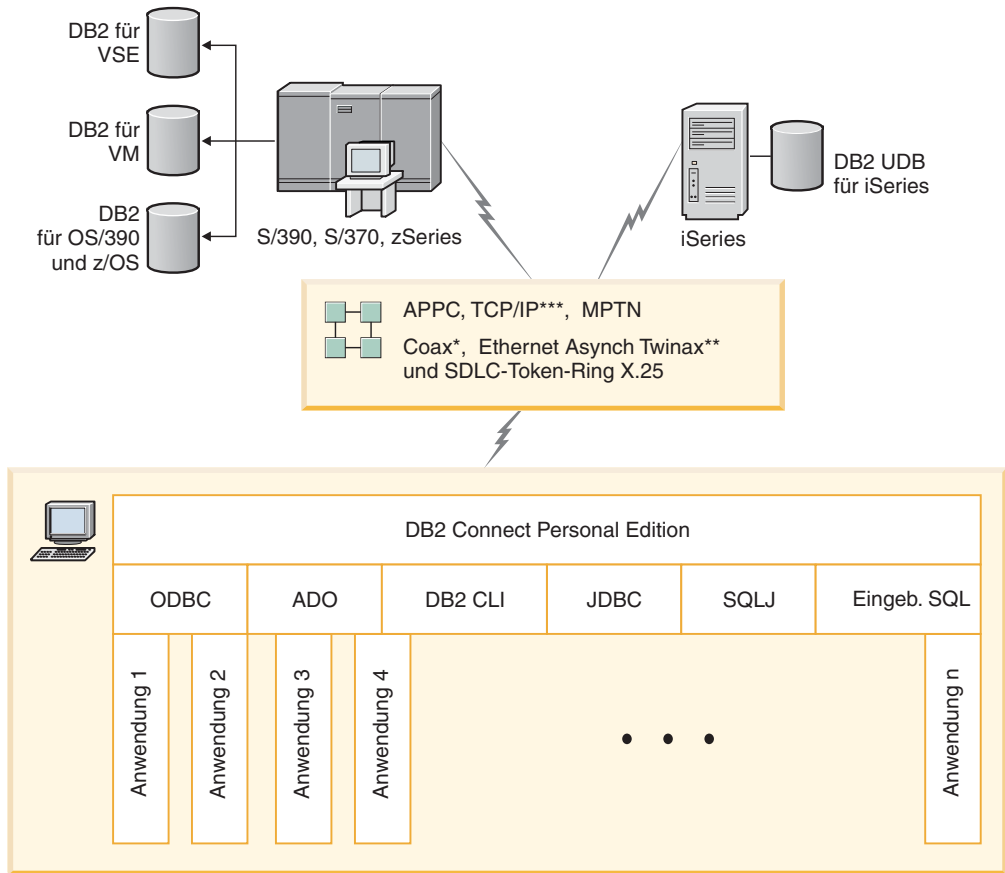 DB2 für
VSE
DB2 für
VM
DB2
für OS/390
und z/OS
S/390, S/370, zSeries
iSeries
DB2 UDB
für iSeries
APPC, TCP/IP***, MPTN
Coax*, Ethernet Asynch Twinax**
und SDLC-Token-Ring X.25
DB2 Connect Personal Edition
ODBC
ADO
DB2 CLI
JDBC
SQLJ
Eingeb. SQL
Anwendung 1
Anwendung 2
Anwendung 3
Anwendung 4
Anwendung n